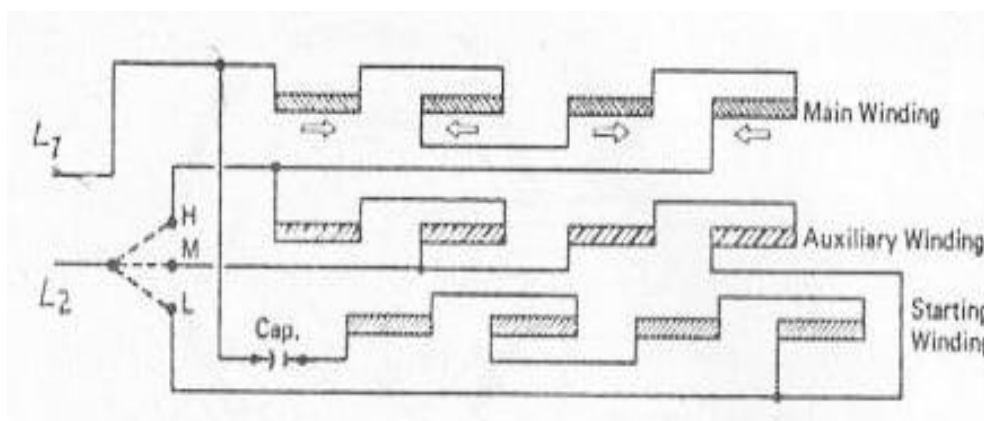 L1
Main Winding
H
M
Auxiliary Winding
L
L2
Cap.
Starting
Winding